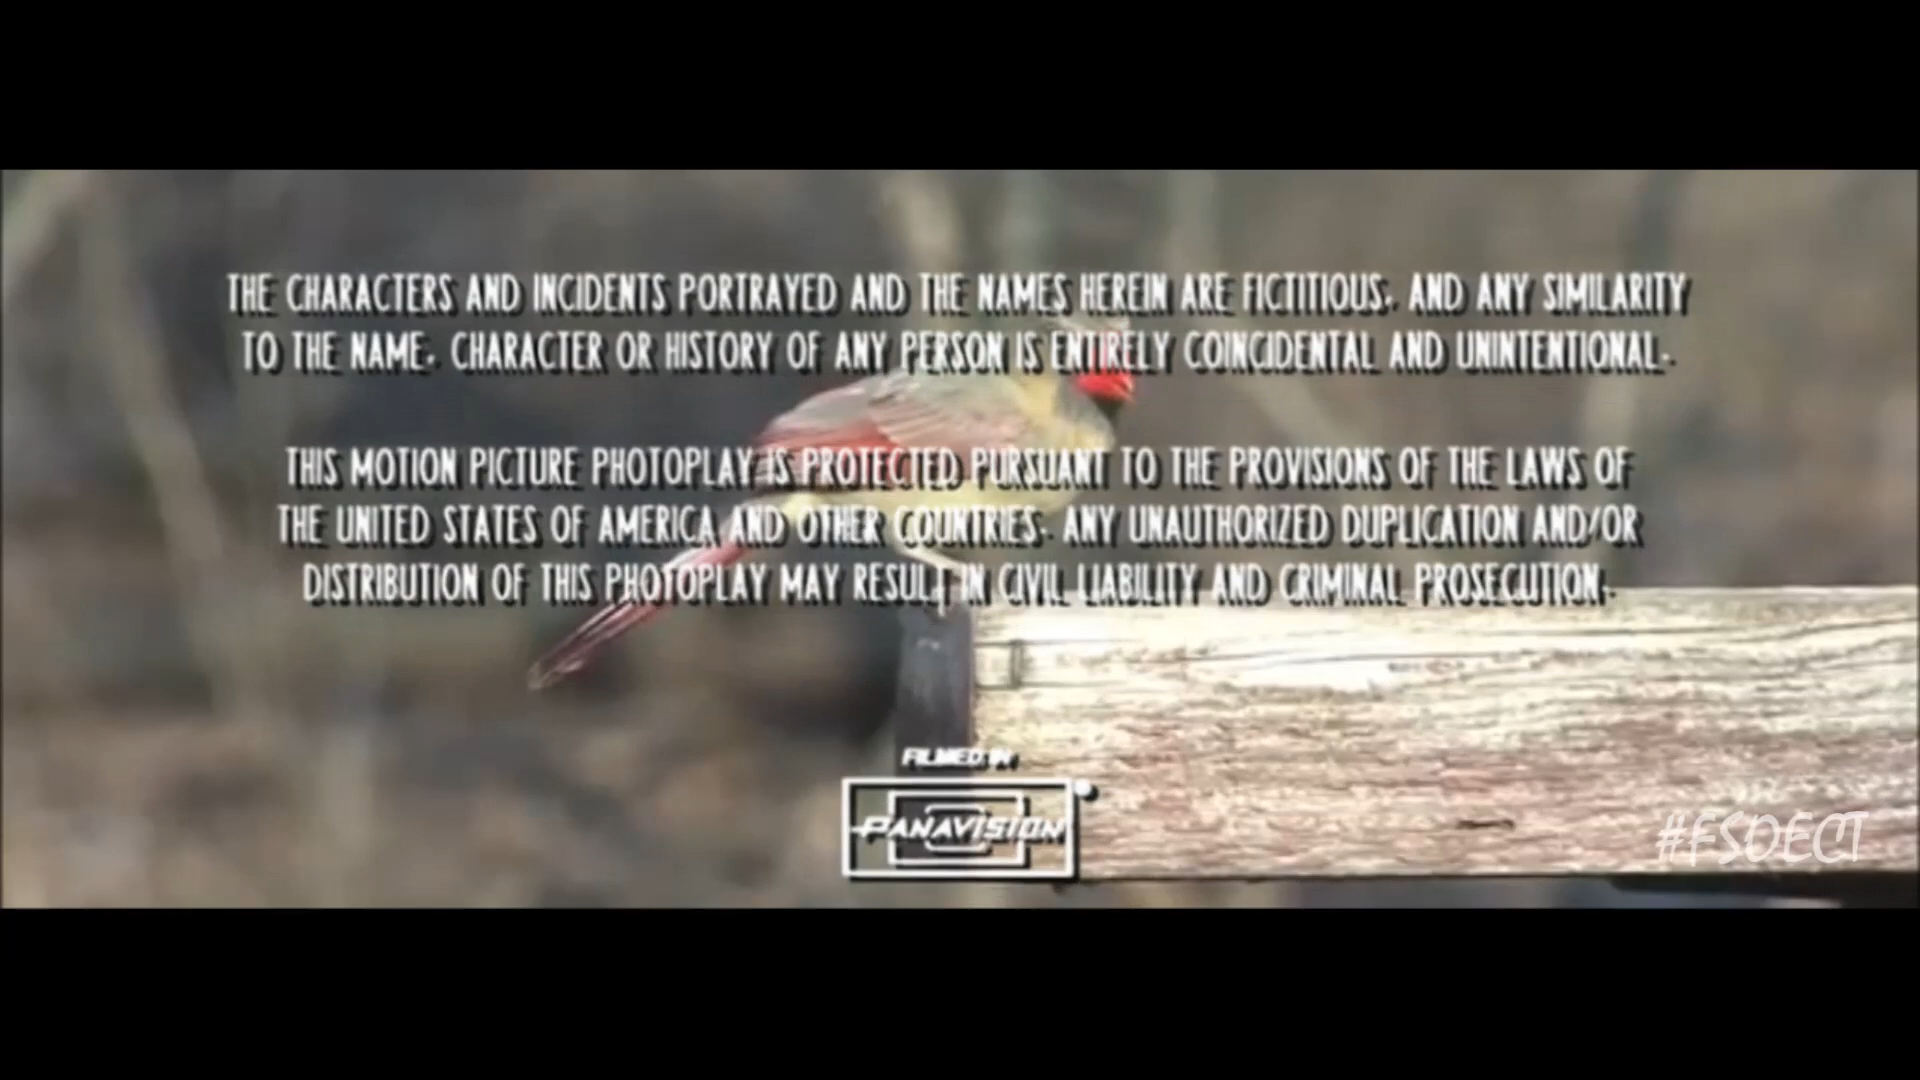 THE CHARACTERS AND INCIDENTS PORTRAYED AND THE NAMES HEREIN ARE FICTITIOUS, AND ANY SIMILARITY
TO THE NAME, CHARACTER OR HISTORY OF ANY PERSON IS ENTIRELY COINCIDENTAL AND UNINTENTIONAL.
THIS MOTION PICTURE PHOTOPLAY IS PROTECTED PURSUANT TO THE PROVISIONS OF THE LAWS OF
THE UNITED STATES OF AMERICA AND OTHER COUNTRIES. ANY UNAUTHORIZED DUPLICATION AND/OR
DISTRIBUTION OF THIS PHOTOPLAY MAY RESULT IN CIVIL LIABILITY AND CRIMINAL PROSECUTION.
FILMED IN
PANAVISION
#FSDECT